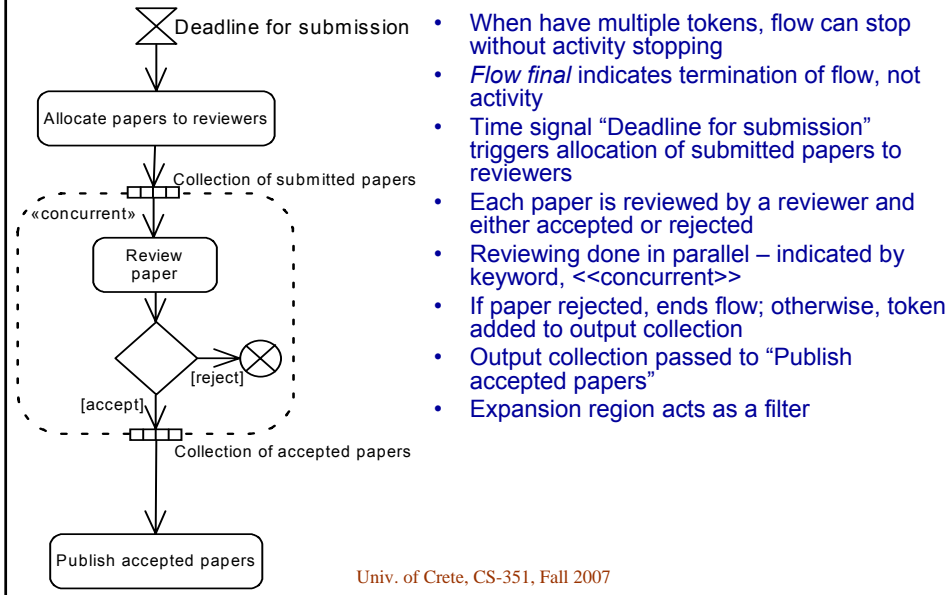 Deadline for submission
Allocate papers to reviewers
Collection of submitted papers
«concurrent»
Review
paper
[reject]
[accept]
Collection of accepted papers
Publish accepted papers
• When have multiple tokens, flow can stop
without activity stopping
• Flow final indicates termination of flow, not
activity
• Time signal “Deadline for submission”
triggers allocation of submitted papers to
reviewers
• Each paper is reviewed by a reviewer and
either accepted or rejected
• Reviewing done in parallel – indicated by
keyword, <<concurrent>>
• If paper rejected, ends flow; otherwise, token
added to output collection
• Output collection passed to “Publish
accepted papers”
• Expansion region acts as a filter
Univ. of Crete, CS-351, Fall 2007